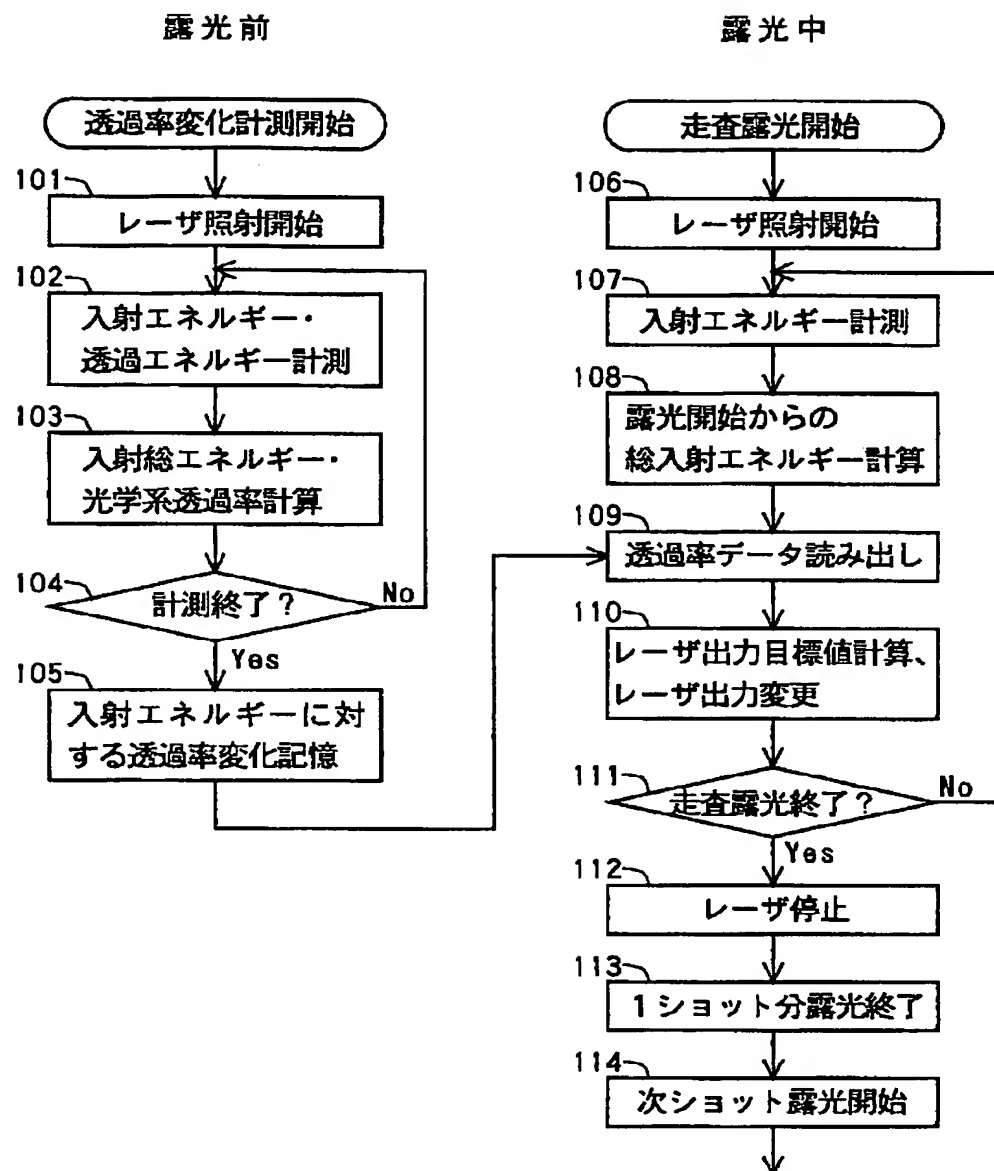 露光前
透過率変化計測開始
101
レーザ照射開始
102
入射エネルギー・
透過エネルギー計測
103
入射総エネルギー・
光学系透過率計算
104
計測終了？
No
Yes
105
入射エネルギーに対
する透過率変化記憶
露光中
走査露光開始
106
レーザ照射開始
107
入射エネルギー計測
108
露光開始からの
総入射エネルギー計算
109
透過率データ読み出し
110
レーザ出力目標値計算、
レーザ出力変更
111
走査露光終了？
No
Yes
112
レーザ停止
113
1ショット分露光終了
114
次ショット露光開始